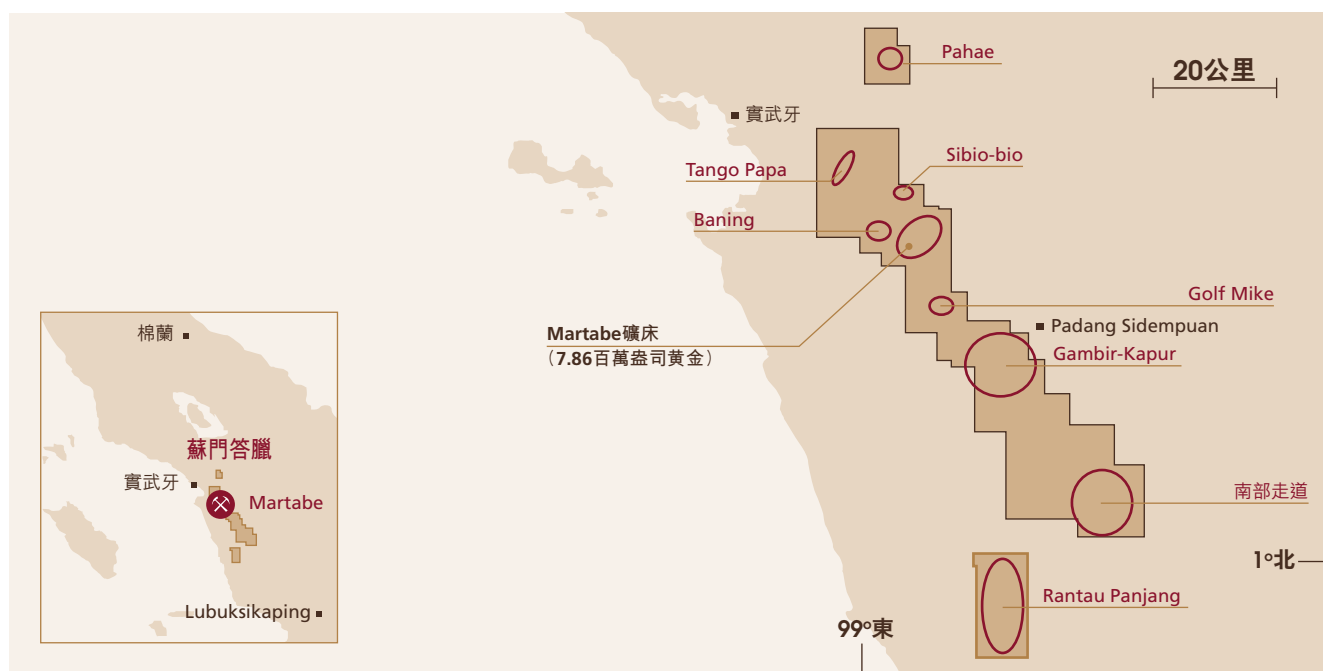 Pahae
20公里
實武牙
Sibio-bio
Tango Papa
Baning
Golf Mike
Martabe礦床
（7.86百萬盎司黃金）
Padang Sidempuan
Gambir-Kapur
南部走道
1°北
Rantau Panjang
99°東
棉蘭
蘇門答臘
實武牙
Martabe
Lubuksikaping